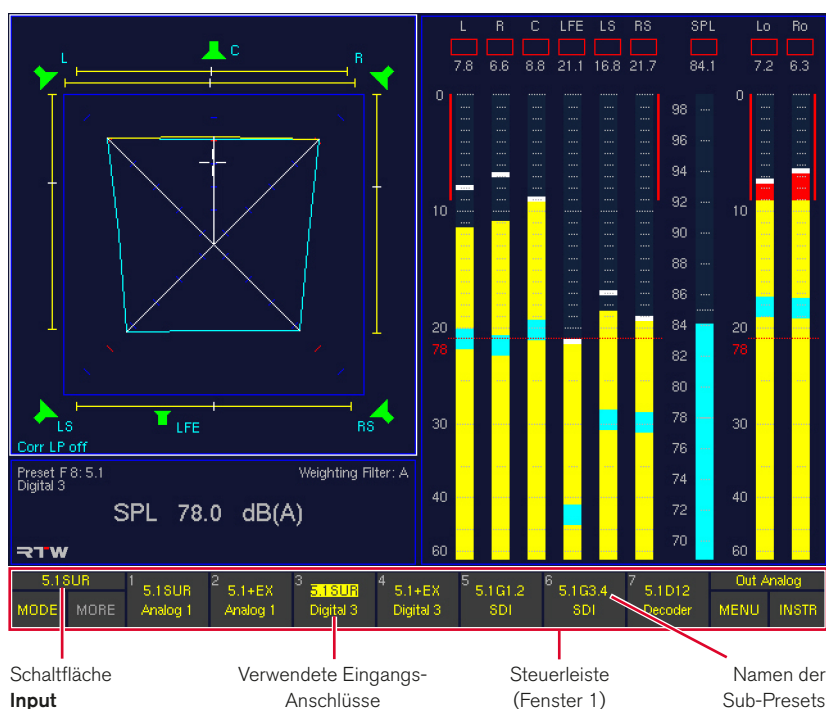 L
C
R
LS
LFE
RS
Corr LP off
Preset F 8: 5.1
Digital 3
Weighting Filter: A
SPL 78.0 dB(A)
RTW
L R C LFE LS RS SPL Lo Ro
7.8 6.6 8.8 21.1 16.8 21.7 84.1 7.2 6.3
0
10
20
78
30
40
60
98
96
94
92
90
88
86
84
82
80
78
76
74
72
70
0
10
20
78
30
40
60
5.1SUR
MODE MORE
1 5.1SUR
Analog 1
2 5.1+EX
Analog 1
3 5.1SUR
Digital 3
4 5.1+EX
Digital 3
5 5.1G1.2
SDI
6 5.1G3.4
SDI
7 5.1D12
Decoder
Out Analog
MENU INSTR
Schaltfläche
Input
Verwendete Eingangs-
Anschlüsse
Steuerleiste
(Fenster 1)
Namen der
Sub-Presets